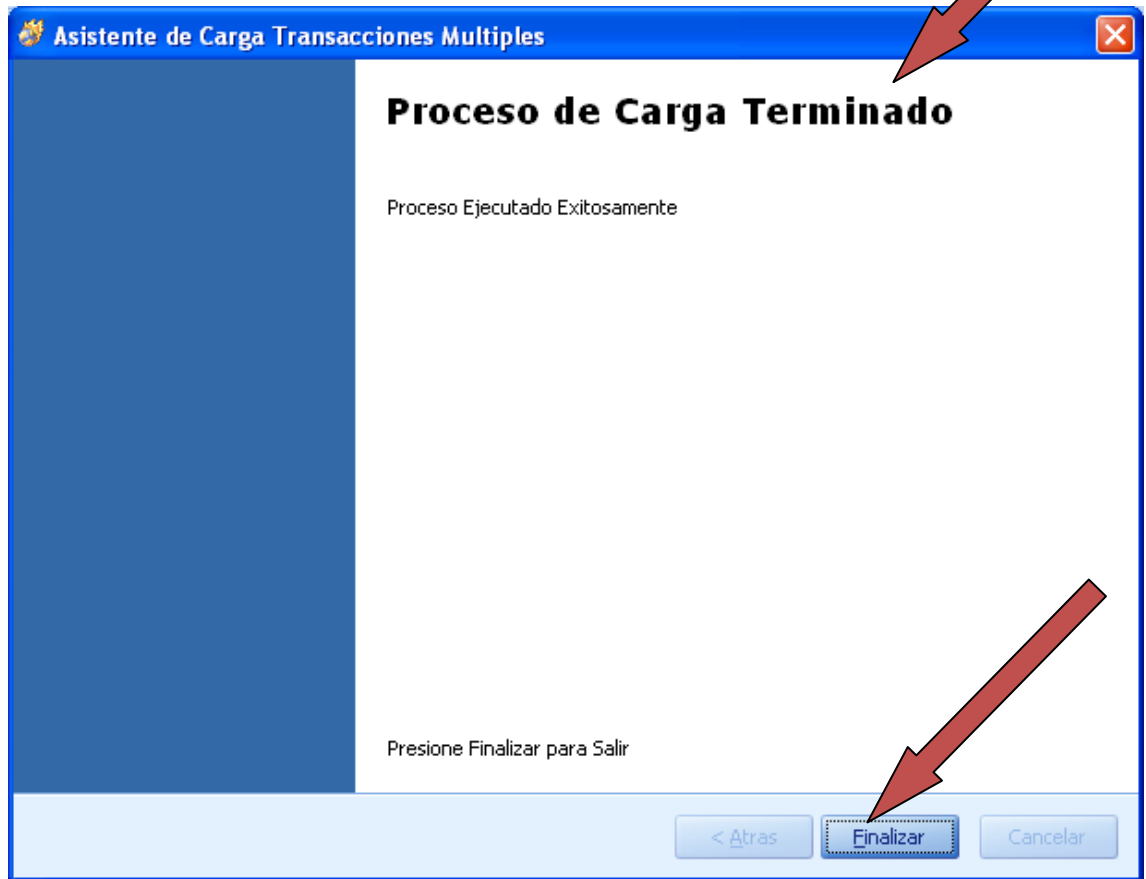 Asistente de Carga Transacciones Multiples
Proceso de Carga Terminado
Proceso Ejecutado Exitosamente
Presione Finalizar para Salir
< Atras
Finalizar
Cancelar